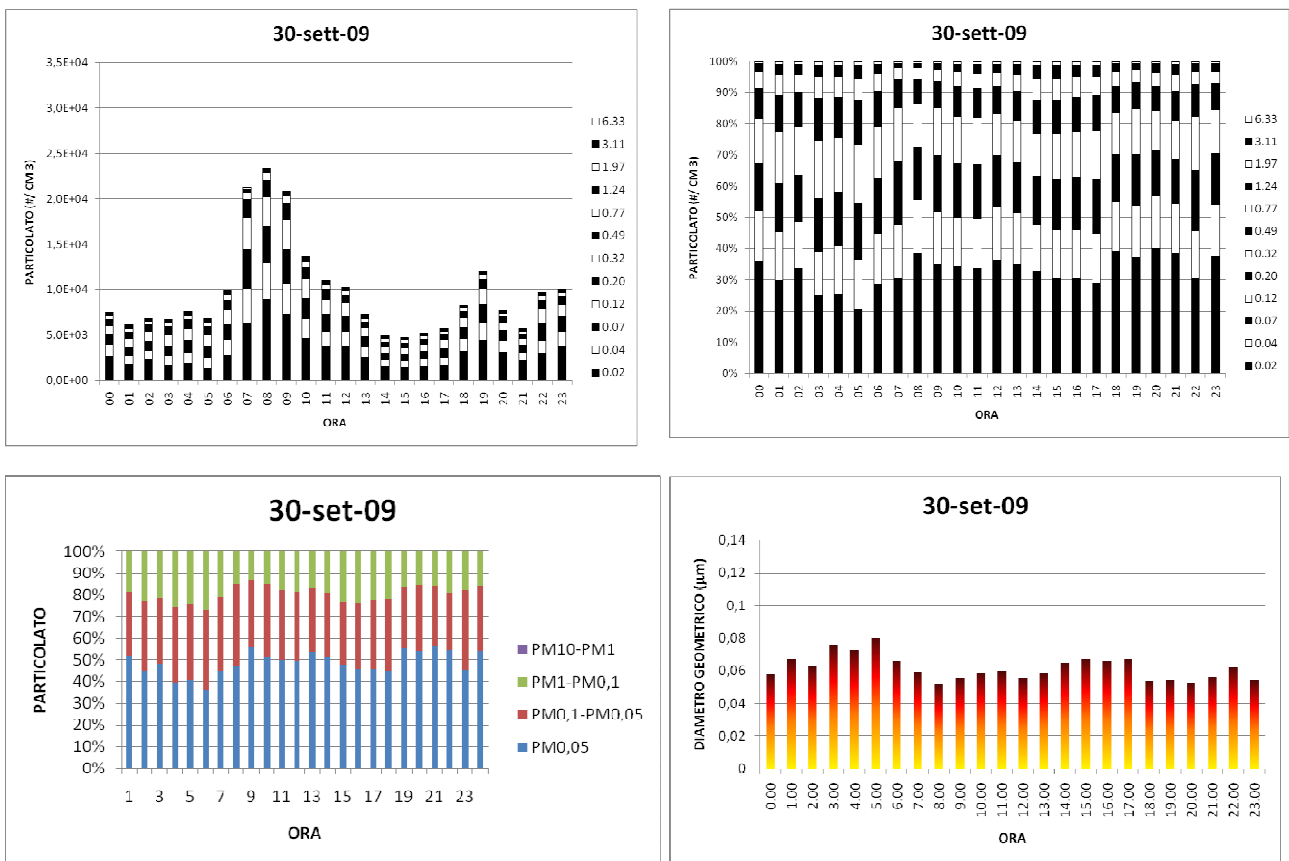 30-sett-09
PARTICOLATO (#/ CM 3)
3,5E+04
3,0E+04
2,5E+04
2,0E+04
1,5E+04
1,0E+04
5,0E+03
0,0E+00
00 01 02 03 04 05 06 07 08 09 10 11 12 13 14 15 16 17 18 19 20 21 22 23
ORA
6.33
3.11
1.97
1.24
0.77
0.49
0.32
0.20
0.12
0.07
0.04
0.02
30-sett-09
PARTICOLATO (#/ CM 3)
100%
90%
80%
70%
60%
50%
40%
30%
20%
10%
0%
00 01 02 03 04 05 06 07 08 09 10 11 12 13 14 15 16 17 18 19 20 21 22 23
ORA
6.33
3.11
1.97
1.24
0.77
0.49
0.32
0.20
0.12
0.07
0.04
0.02
30-set-09
PARTICOLATO
100%
90%
80%
70%
60%
50%
40%
30%
20%
10%
0%
1 3 5 7 9 11 13 15 17 19 21 23
ORA
PM10-PM1
PM1-PM0,1
PM0,1-PM0,05
PM0,05
30-set-09
DIAMETRO GEOMETRICO (µm)
0,14
0,12
0,1
0,08
0,06
0,04
0,02
0
0.00 1.00 2.00 3.00 4.00 5.00 6.00 7.00 8.00 9.00 10.00 11.00 12.00 13.00 14.00 15.00 16.00 17.00 18.00 19.00 20.00 21.00 22.00 23.00
ORA